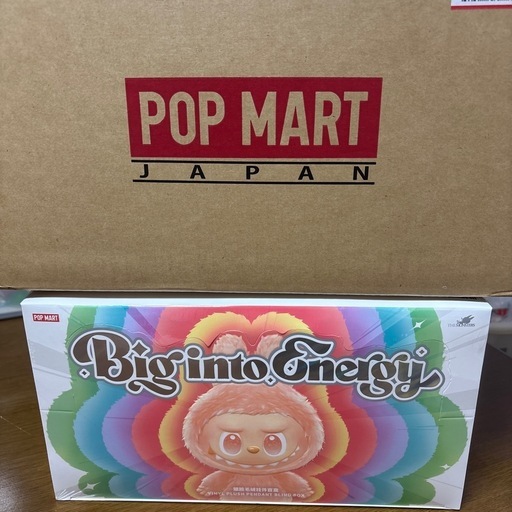 POP MART
JAPAN
POP MART
Big into Energy
VINYL PLUSH PENDANT BLIND BOX